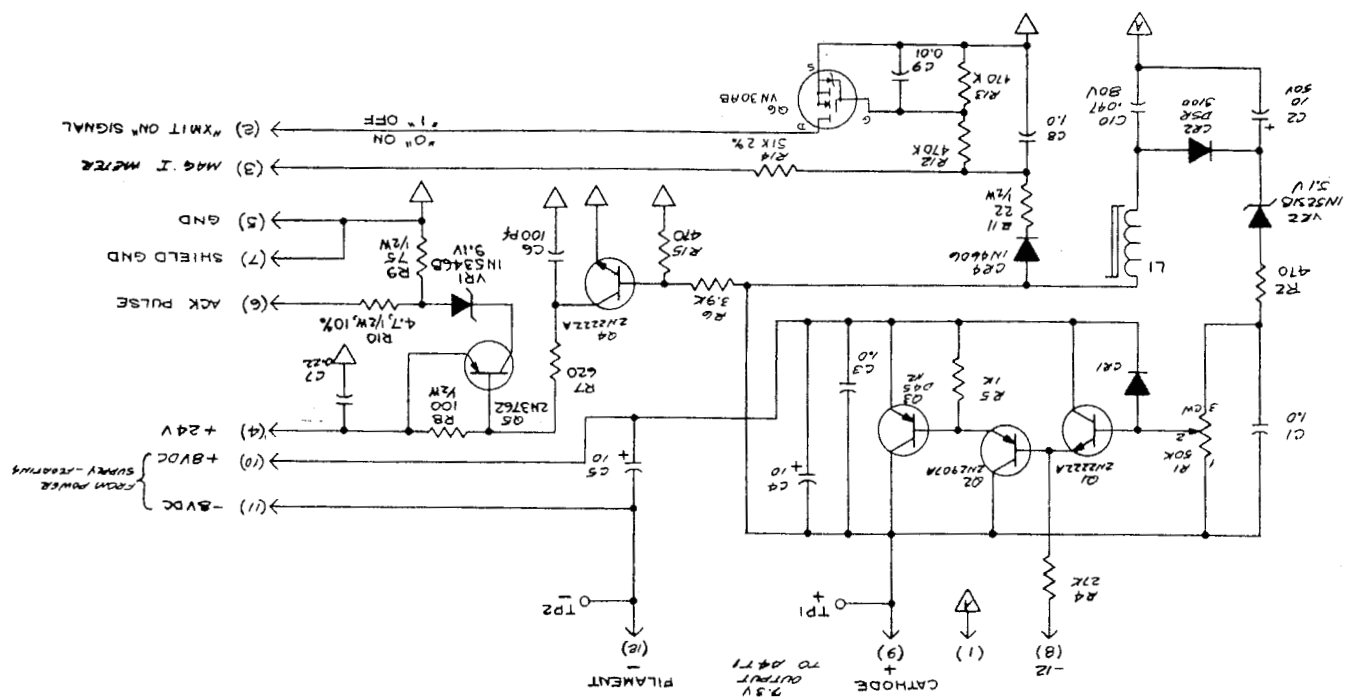 FILAMENT
−
(12)
7.3V
OUTPUT
TO A4T1
CATHODE
+
(9)
(1)
-12
(8)
TP2
−
TP1
+
R4
27K
-8VDC (11)
+8VDC (10)
FROM POWER
SUPPLY-FLOATING
+24V (4)
C5
10
+
C4
10
+
C3
1.0
Q3
D45
R5
1K
Q2
2N2907A
Q1
2N2222A
CR1
R1
50K
1
2
3 CW
C1
1.0
C7
0.22
R8
100
1/2W
Q5
2N3762
R7
620
ACK PULSE (6)
R10
4.7, 1/2W, 10%
VR1
1N5346B
9.1V
R9
75
1/2W
SHIELD GND (7)
GND (5)
Q4
2N2222A
C6
100Pf
R6
3.9K
R15
470
L1
R2
470
VR2
1N5231B
5.1V
MAG I METER (3)
R14
51K 2%
CR4
1N4606
R11
22
1/2W
"XMIT ON" SIGNAL (2)
"0" ON
"1" OFF
Q6
VN30AB
D
G
S
R12
470K
R13
470K
C9
0.01
C8
1.0
CR2
DSR
3100
C10
.047
80V
C2
10
50V
+
A